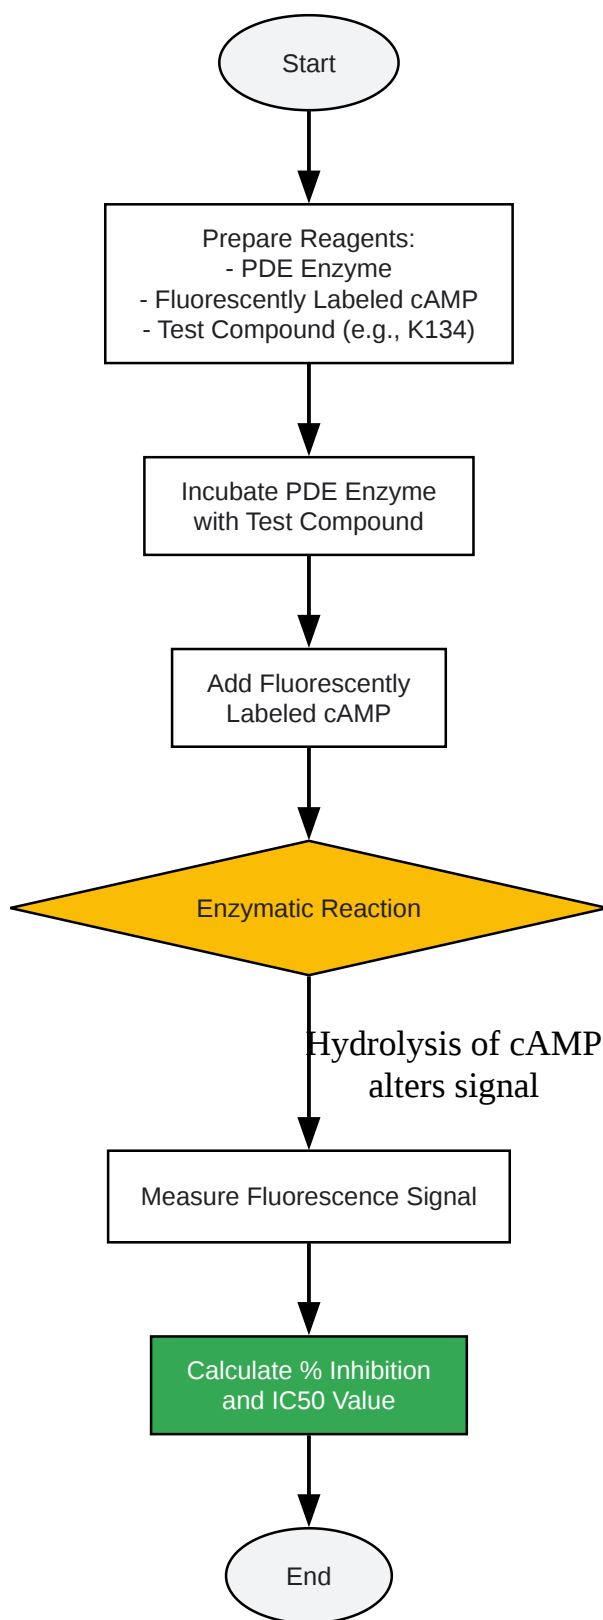 Start
Prepare Reagents:
- PDE Enzyme
- Fluorescently Labeled cAMP
- Test Compound (e.g., K134)
Incubate PDE Enzyme
with Test Compound
Add Fluorescently
Labeled cAMP
Enzymatic Reaction
Hydrolysis of cAMP
alters signal
Measure Fluorescence Signal
Calculate % Inhibition
and IC50 Value
End